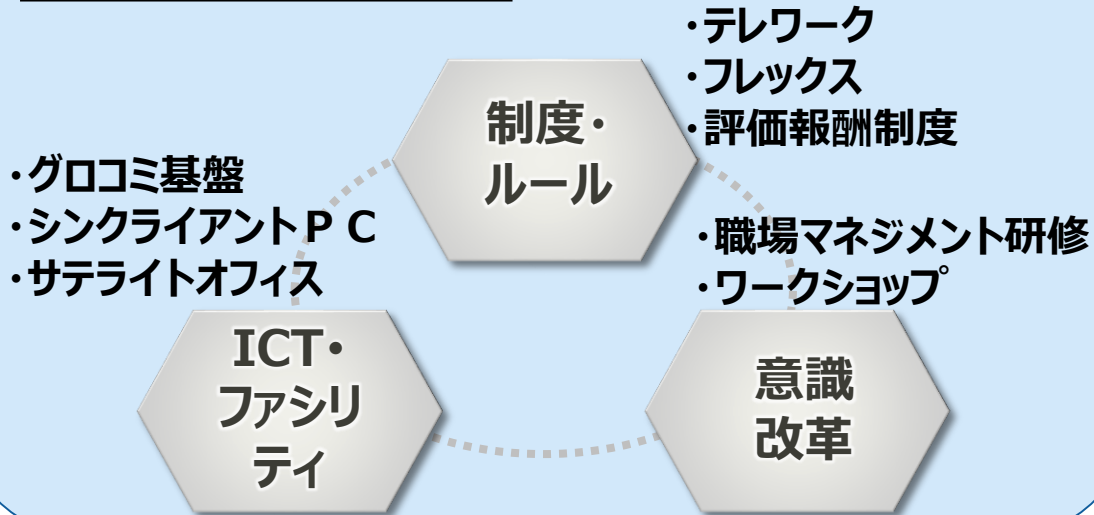 ・テレワーク
・フレックス
・評価報酬制度
制度・
ルール
・グロコミ基盤
・シンクライアントＰＣ
・サテライトオフィス
・職場マネジメント研修
・ワークショップ
ICT・
ファシリ
ティ
意識
改革